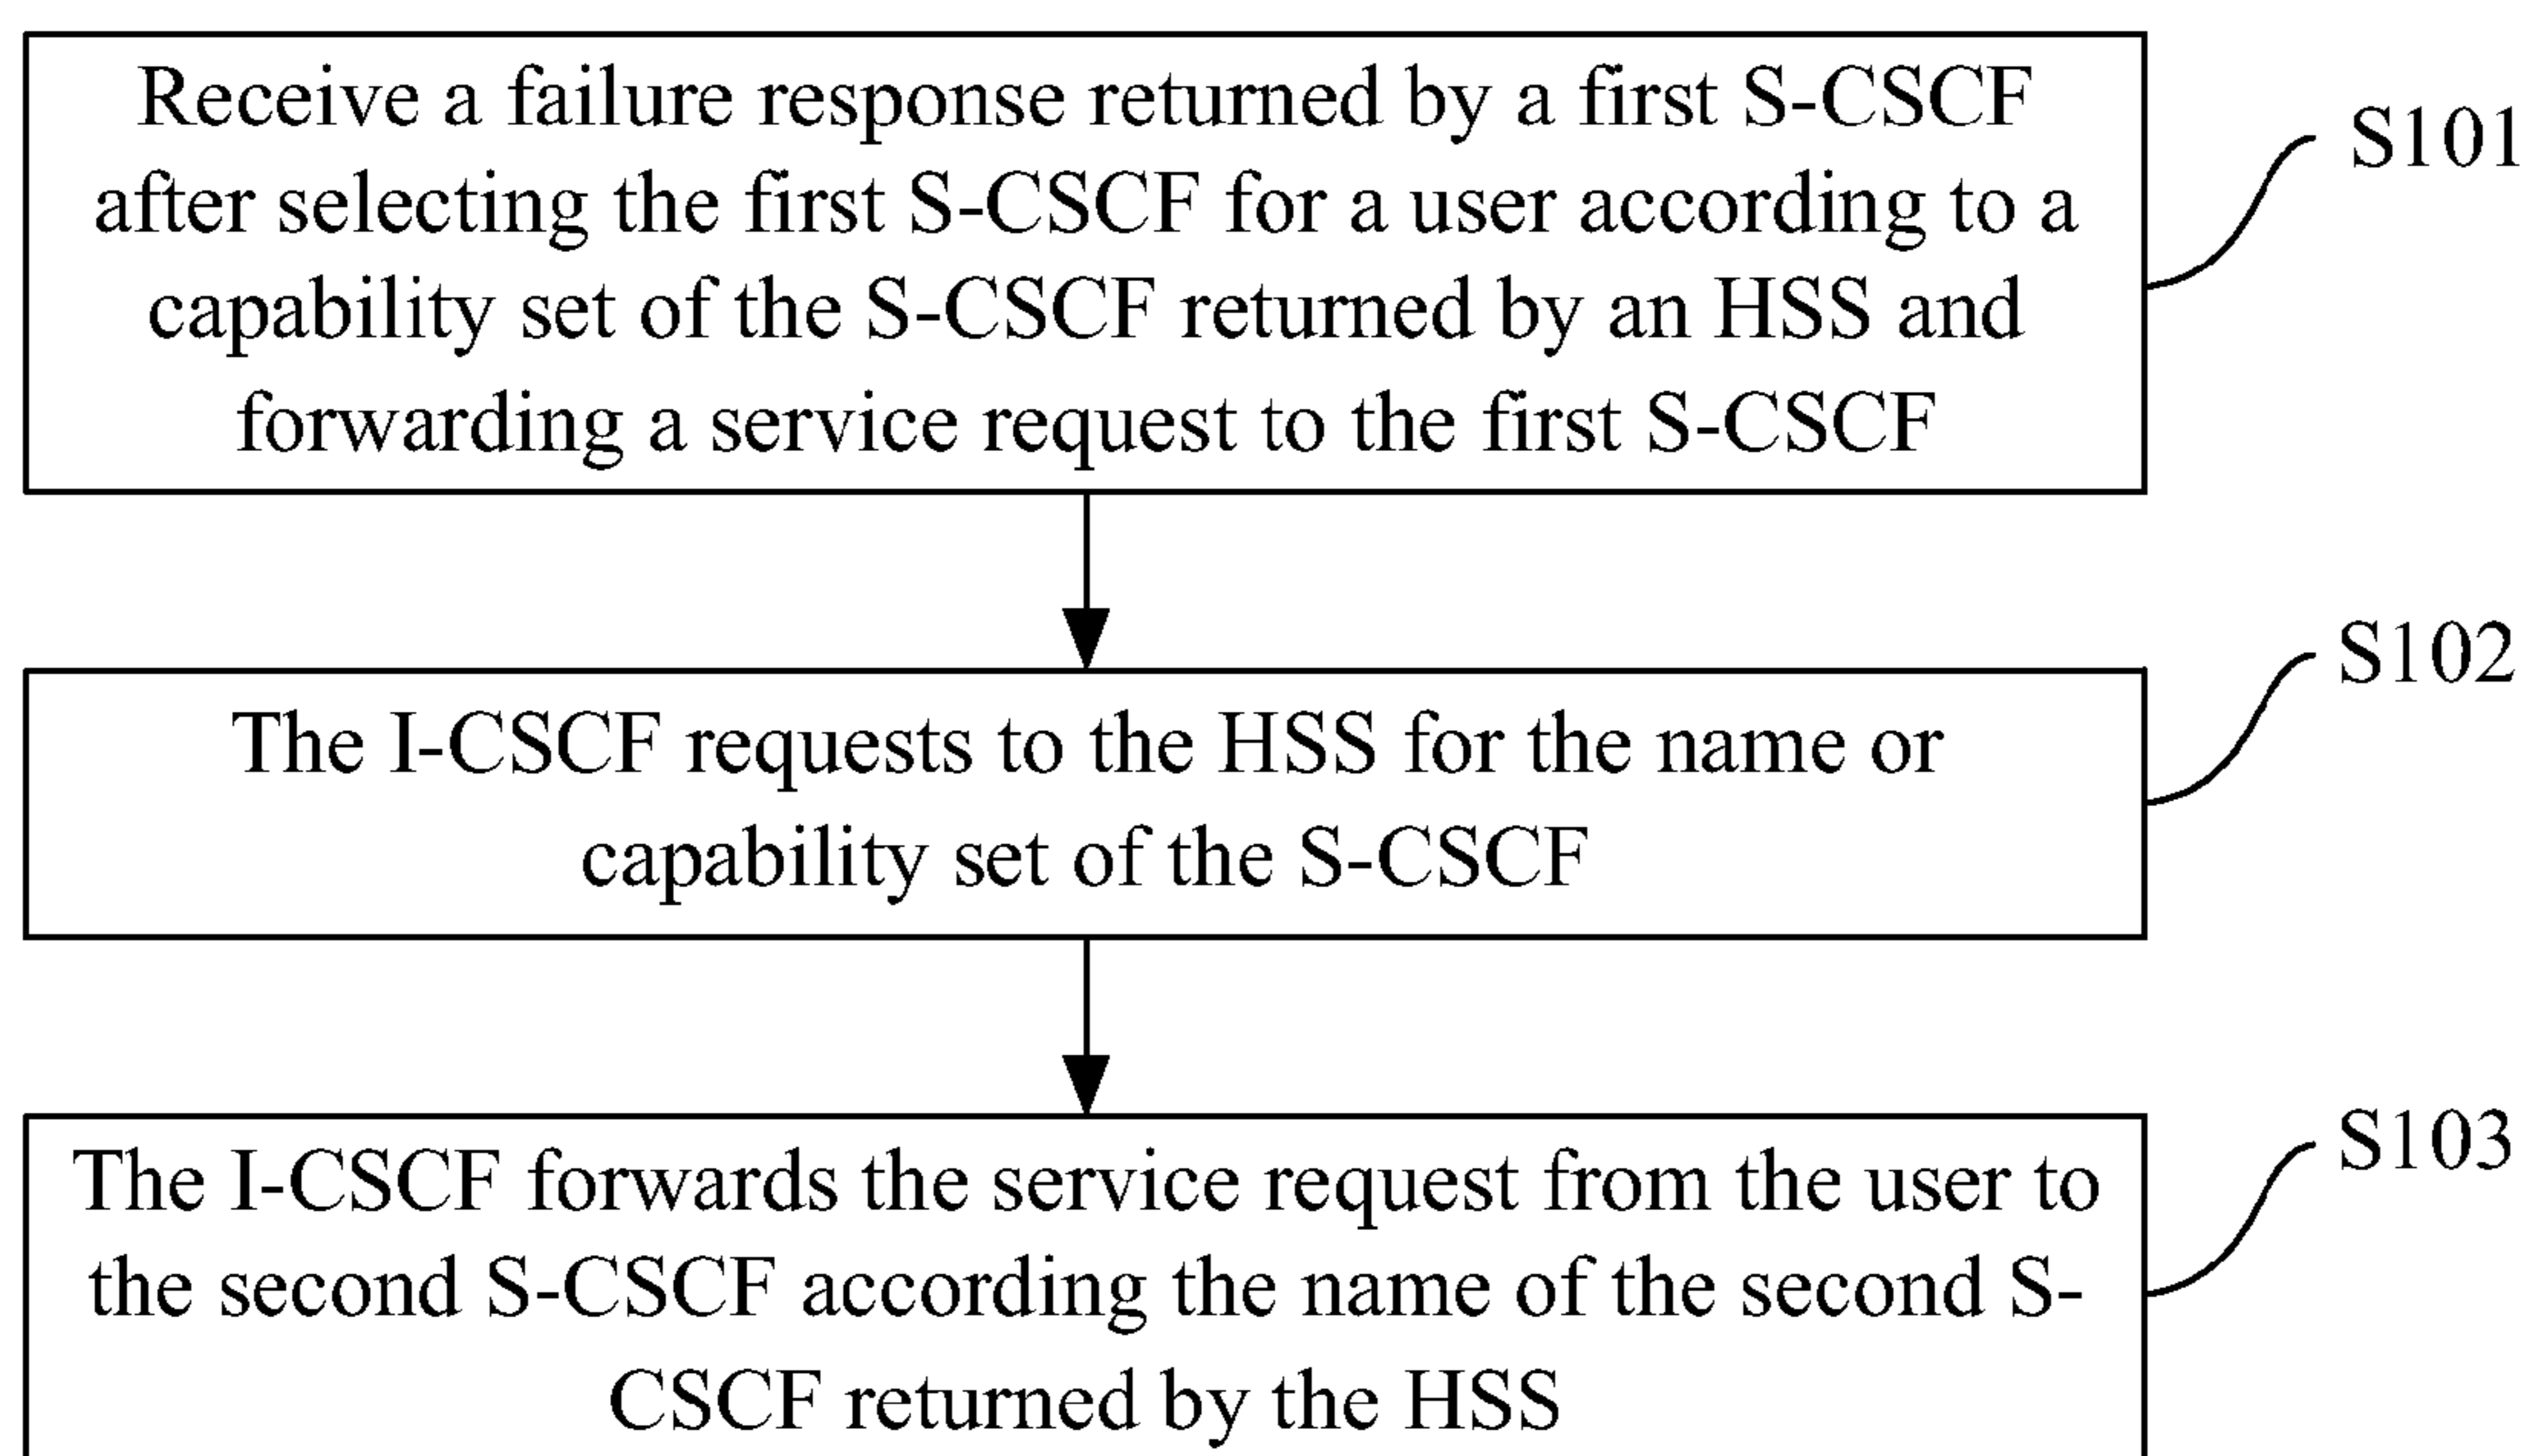 Receive a failure response returned by a first S-CSCF
after selecting the first S-CSCF for a user according to a
capability set of the S-CSCF returned by an HSS and
forwarding a service request to the first S-CSCF
S101
The I-CSCF requests to the HSS for the name or
capability set of the S-CSCF
S102
The I-CSCF forwards the service request from the user to
the second S-CSCF according the name of the second S-
CSCF returned by the HSS
S103